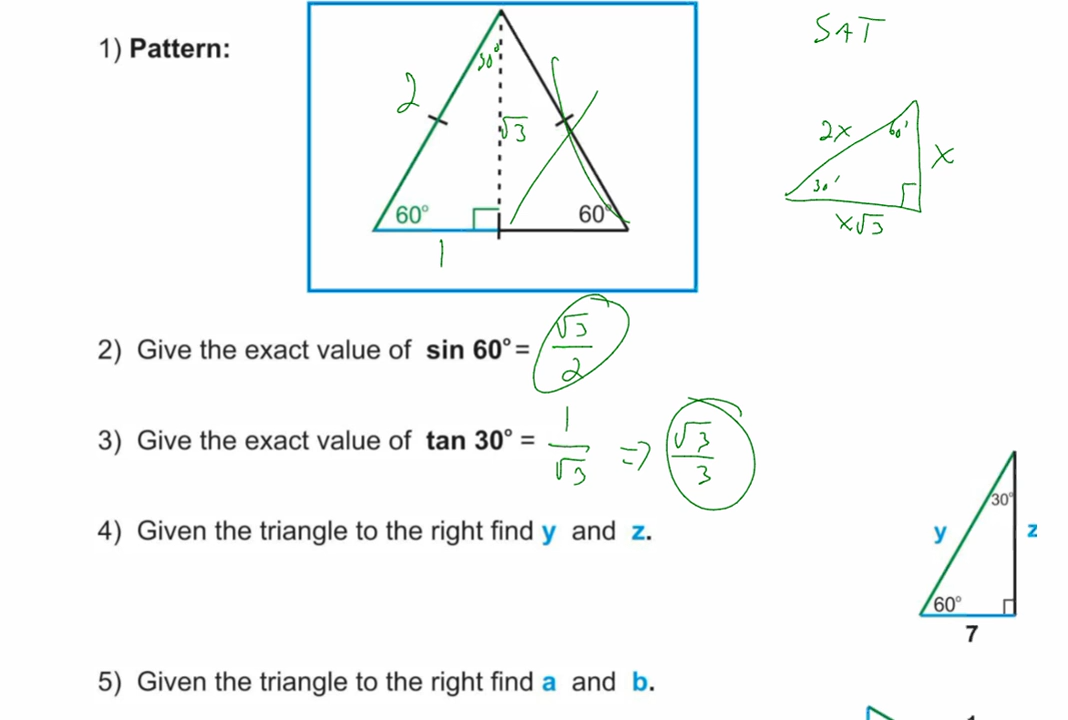 1) Pattern:
2
30°
√3
60°
60°
1
SAT
2x
60°
x
30°
x√3
2) Give the exact value of sin 60° = √3/2
3) Give the exact value of tan 30° = 1/√3 ⇒ √3/3
4) Given the triangle to the right find y and z.
30°
y
z
60°
7
5) Given the triangle to the right find a and b.